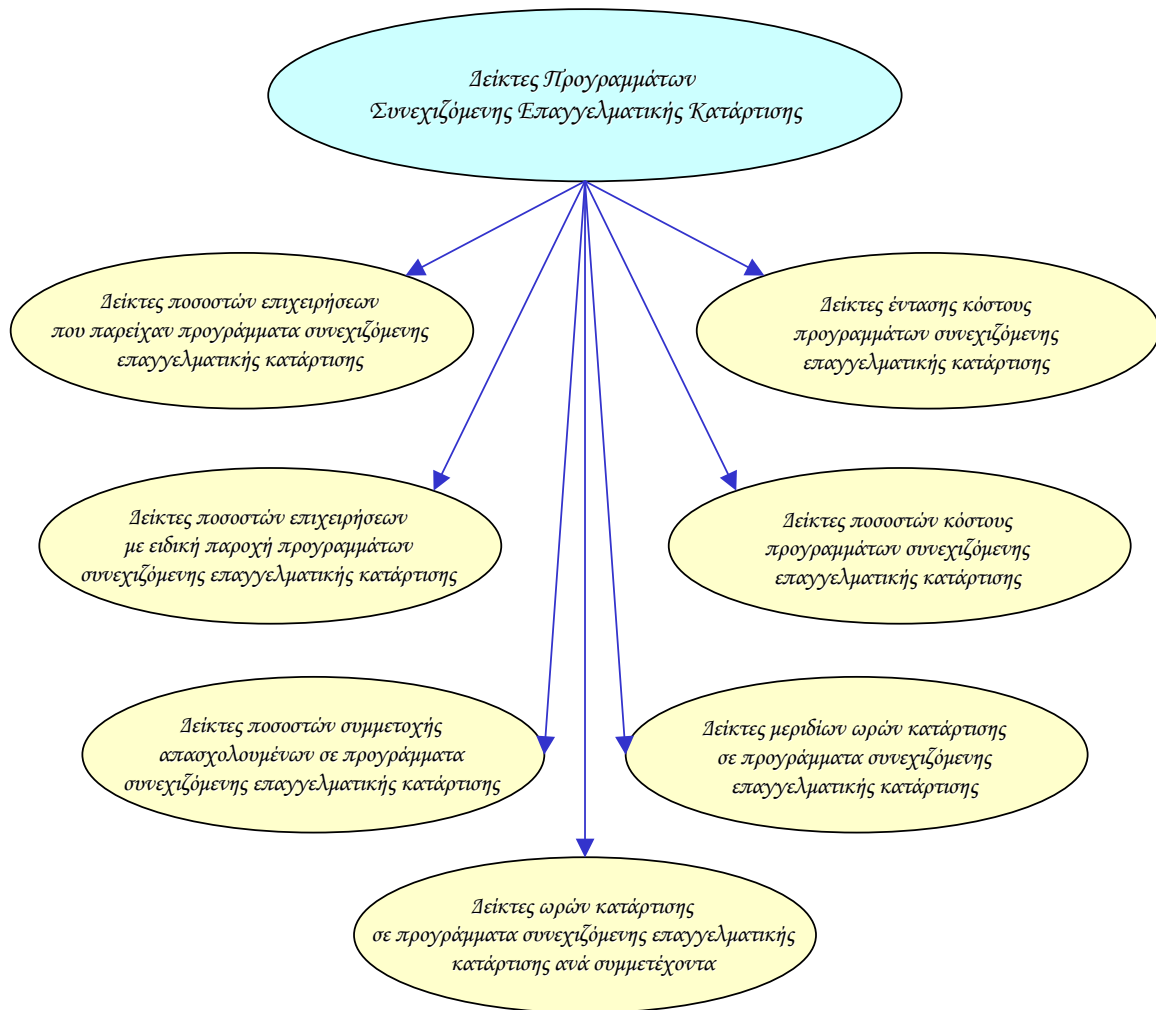 Δείκτες Προγραμμάτων
Συνεχιζόμενης Επαγγελματικής Κατάρτισης
Δείκτες ποσοστών επιχειρήσεων
που παρείχαν προγράμματα συνεχιζόμενης
επαγγελματικής κατάρτισης
Δείκτες έντασης κόστους
προγραμμάτων συνεχιζόμενης
επαγγελματικής κατάρτισης
Δείκτες ποσοστών επιχειρήσεων
με ειδική παροχή προγραμμάτων
συνεχιζόμενης επαγγελματικής κατάρτισης
Δείκτες ποσοστών κόστους
προγραμμάτων συνεχιζόμενης
επαγγελματικής κατάρτισης
Δείκτες ποσοστών συμμετοχής
απασχολουμένων σε προγράμματα
συνεχιζόμενης επαγγελματικής κατάρτισης
Δείκτες μεριδίων ωρών κατάρτισης
σε προγράμματα συνεχιζόμενης
επαγγελματικής κατάρτισης
Δείκτες ωρών κατάρτισης
σε προγράμματα συνεχιζόμενης επαγγελματικής
κατάρτισης ανά συμμετέχοντα